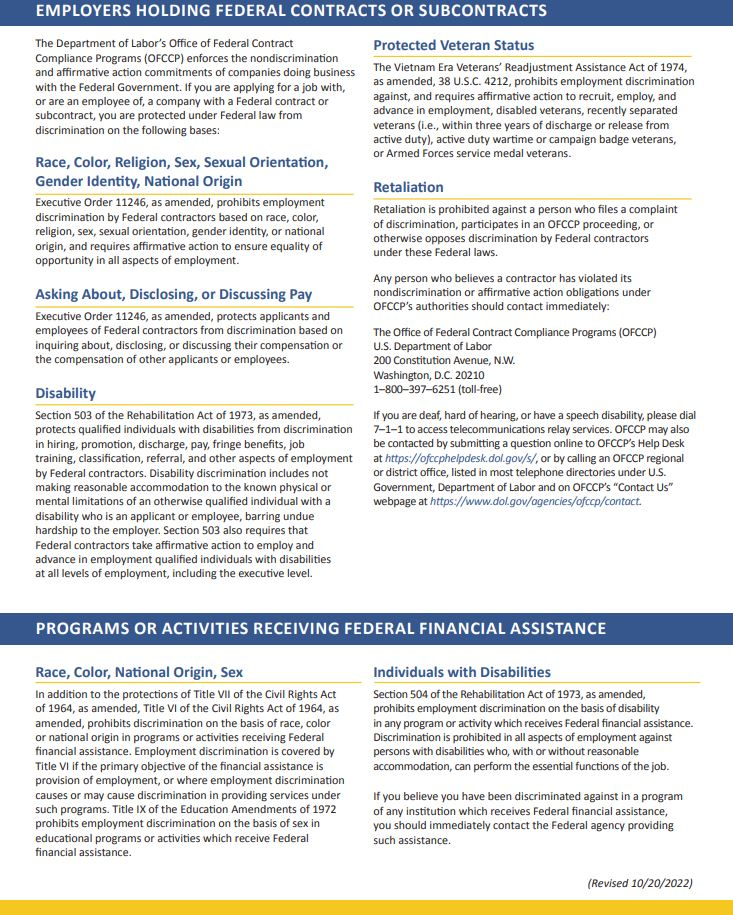 EMPLOYERS HOLDING FEDERAL CONTRACTS OR SUBCONTRACTS
The Department of Labor's Office of Federal Contract
Compliance Programs (OFCCP) enforces the nondiscrimination
and affirmative action commitments of companies doing business
with the Federal Government. If you are applying for a job with,
or are an employee of, a company with a Federal contract or
subcontract, you are protected under Federal law from
discrimination on the following bases:
Race, Color, Religion, Sex, Sexual Orientation,
Gender Identity, National Origin
Executive Order 11246, as amended, prohibits employment
discrimination by Federal contractors based on race, color,
religion, sex, sexual orientation, gender identity, or national
origin, and requires affirmative action to ensure equality of
opportunity in all aspects of employment.
Asking About, Disclosing, or Discussing Pay
Executive Order 11246, as amended, protects applicants and
employees of Federal contractors from discrimination based on
inquiring about, disclosing, or discussing their compensation or
the compensation of other applicants or employees.
Disability
Section 503 of the Rehabilitation Act of 1973, as amended,
protects qualified individuals with disabilities from discrimination
in hiring, promotion, discharge, pay, fringe benefits, job
training, classification, referral, and other aspects of employment
by Federal contractors. Disability discrimination includes not
making reasonable accommodation to the known physical or
mental limitations of an otherwise qualified individual with a
disability who is an applicant or employee, barring undue
hardship to the employer. Section 503 also requires that
Federal contractors take affirmative action to employ and
advance in employment qualified individuals with disabilities
at all levels of employment, including the executive level.
Protected Veteran Status
The Vietnam Era Veterans' Readjustment Assistance Act of 1974,
as amended, 38 U.S.C. 4212, prohibits employment discrimination
against, and requires affirmative action to recruit, employ, and
advance in employment, disabled veterans, recently separated
veterans (i.e., within three years of discharge or release from
active duty), active duty wartime or campaign badge veterans,
or Armed Forces service medal veterans.
Retaliation
Retaliation is prohibited against a person who files a complaint
of discrimination, participates in an OFCCP proceeding, or
otherwise opposes discrimination by Federal contractors
under these Federal laws.
Any person who believes a contractor has violated its
nondiscrimination or affirmative action obligations under
OFCCP's authorities should contact immediately:
The Office of Federal Contract Compliance Programs (OFCCP)
U.S. Department of Labor
200 Constitution Avenue, N.W.
Washington, D.C. 20210
1–800–397–6251 (toll-free)
If you are deaf, hard of hearing, or have a speech disability, please dial
7–1–1 to access telecommunications relay services. OFCCP may also
be contacted by submitting a question online to OFCCP's Help Desk
at https://ofccphelpdesk.dol.gov/s/, or by calling an OFCCP regional
or district office, listed in most telephone directories under U.S.
Government, Department of Labor and on OFCCP's "Contact Us"
webpage at https://www.dol.gov/agencies/ofccp/contact.
PROGRAMS OR ACTIVITIES RECEIVING FEDERAL FINANCIAL ASSISTANCE
Race, Color, National Origin, Sex
In addition to the protections of Title VII of the Civil Rights Act
of 1964, as amended, Title VI of the Civil Rights Act of 1964, as
amended, prohibits discrimination on the basis of race, color
or national origin in programs or activities receiving Federal
financial assistance. Employment discrimination is covered by
Title VI if the primary objective of the financial assistance is
provision of employment, or where employment discrimination
causes or may cause discrimination in providing services under
such programs. Title IX of the Education Amendments of 1972
prohibits employment discrimination on the basis of sex in
educational programs or activities which receive Federal
financial assistance.
Individuals with Disabilities
Section 504 of the Rehabilitation Act of 1973, as amended,
prohibits employment discrimination on the basis of disability
in any program or activity which receives Federal financial assistance.
Discrimination is prohibited in all aspects of employment against
persons with disabilities who, with or without reasonable
accommodation, can perform the essential functions of the job.
If you believe you have been discriminated against in a program
of any institution which receives Federal financial assistance,
you should immediately contact the Federal agency providing
such assistance.
(Revised 10/20/2022)